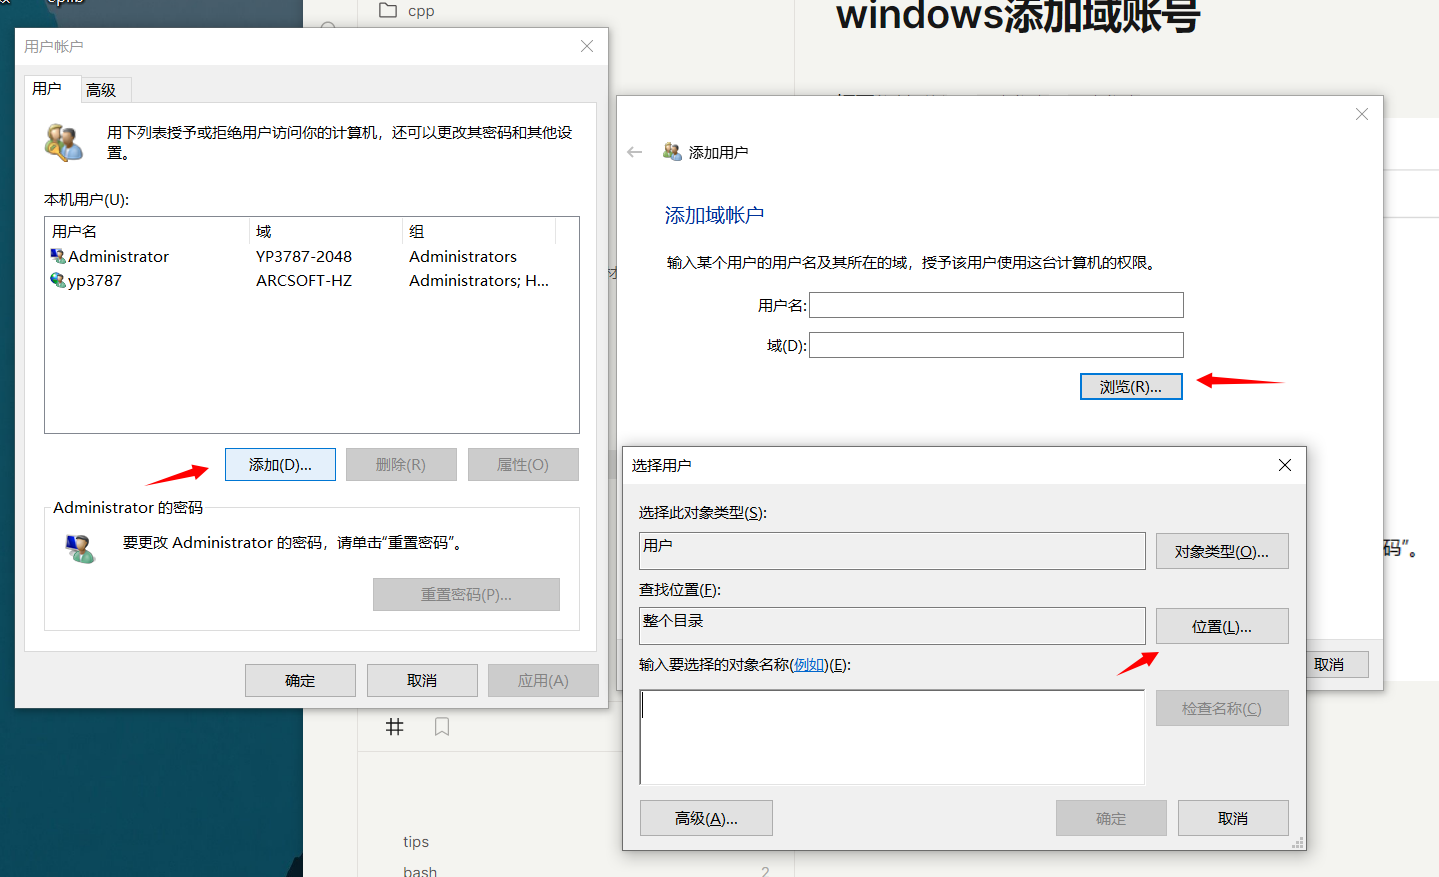 cpp
windows添加域账号
用户帐户
用户
高级
用下列表授予或拒绝用户访问你的计算机，还可以更改其密码和其他设
置。
本机用户(U):
用户名 域 组
Administrator YP3787-2048 Administrators
yp3787 ARCSOFT-HZ Administrators; H...
添加(D)...
删除(R)
属性(O)
Administrator 的密码
要更改 Administrator 的密码，请单击“重置密码”。
重置密码(P)...
确定
取消
应用(A)
添加用户
添加域帐户
输入某个用户的用户名及其所在的域，授予该用户使用这台计算机的权限。
用户名:
域(D):
浏览(R)...
取消
码”。
选择用户
选择此对象类型(S):
用户
对象类型(O)...
查找位置(F):
整个目录
位置(L)...
输入要选择的对象名称(例如)(E):
检查名称(C)
高级(A)...
确定
取消
tips
bash
2